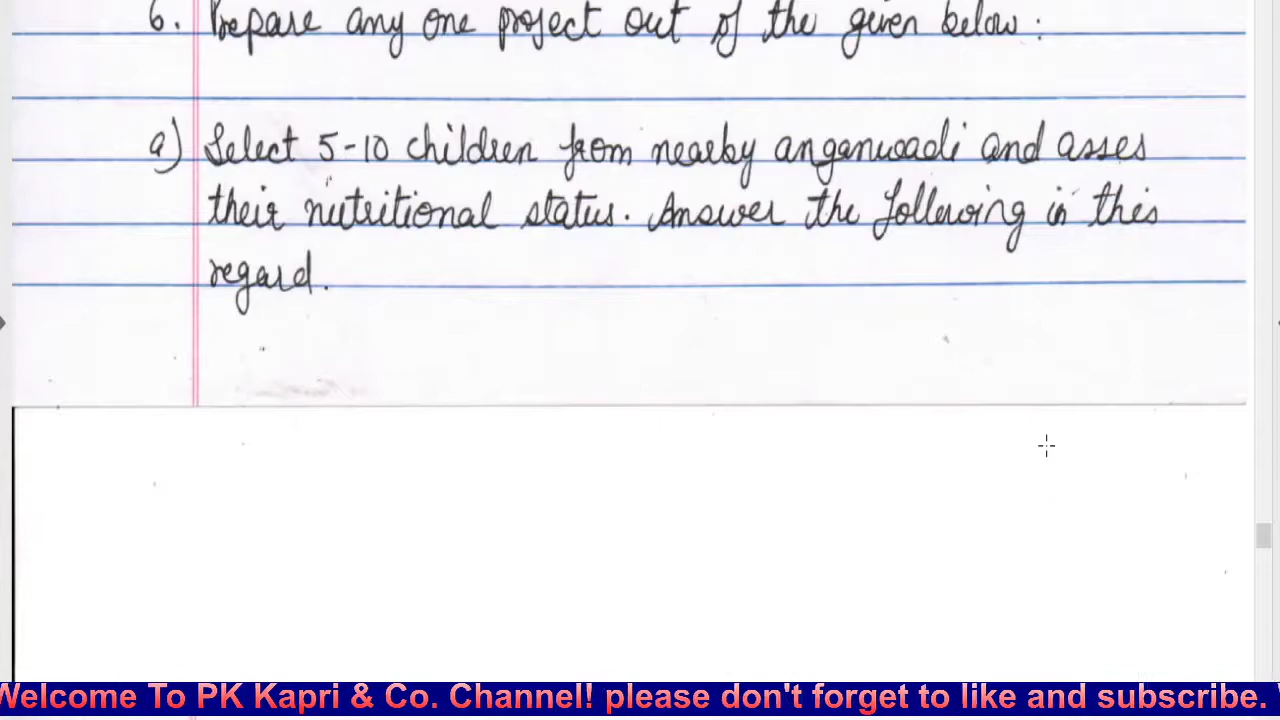 6. Prepare any one project out of the given below :
a) Select 5-10 children from nearby anganwadi and asses
their nutritional status. Answer the following in this
regard.
Welcome To PK Kapri & Co. Channel! please don't forget to like and subscribe.